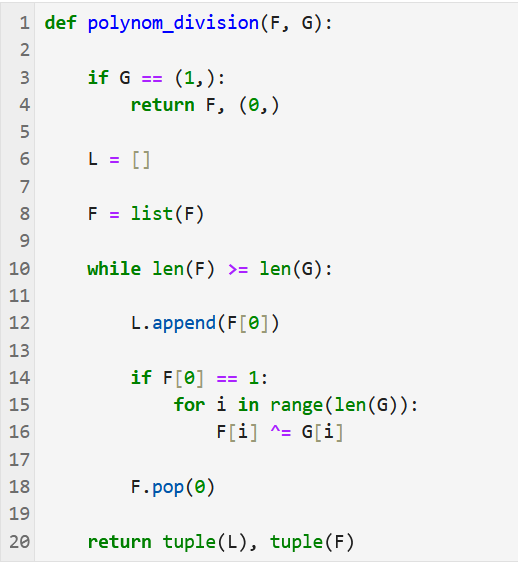 1 def polynom_division(F, G):
2
3     if G == (1,):
4         return F, (0,)
5
6     L = []
7
8     F = list(F)
9
10     while len(F) >= len(G):
11
12         L.append(F[0])
13
14         if F[0] == 1:
15             for i in range(len(G)):
16                 F[i] ^= G[i]
17
18         F.pop(0)
19
20     return tuple(L), tuple(F)